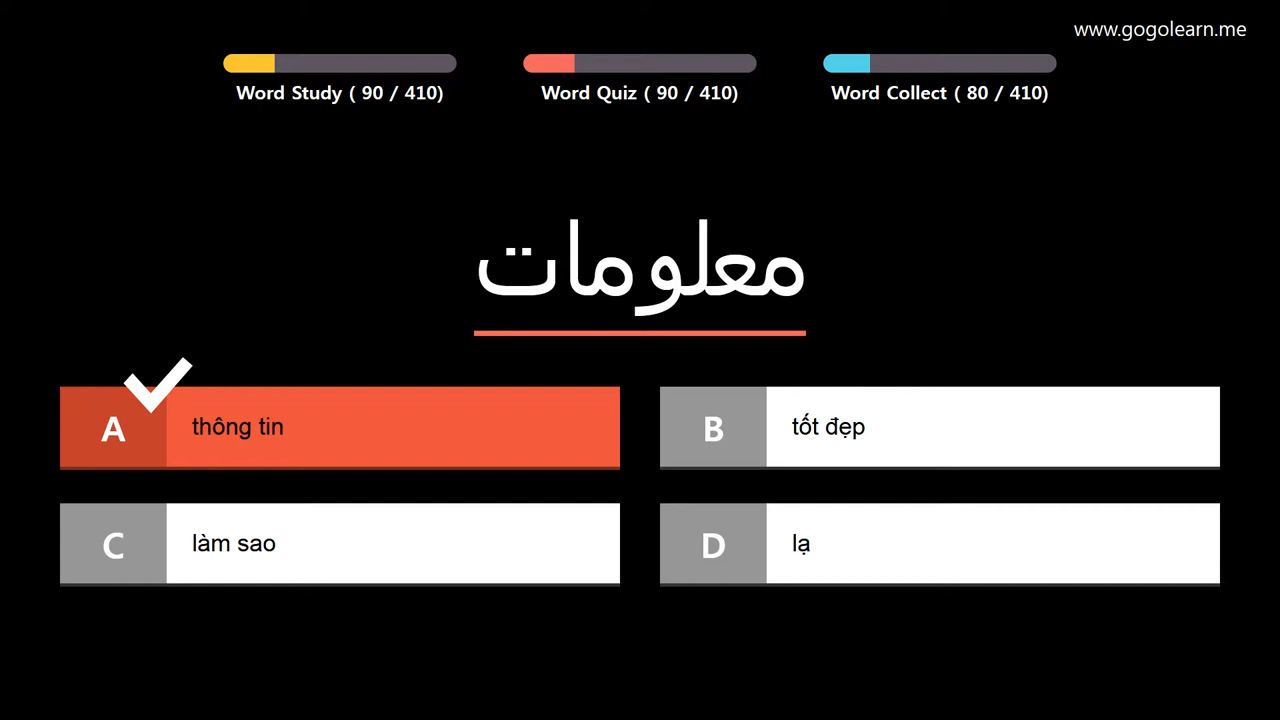 www.gogolearn.me
Word Study ( 90 / 410)
Word Quiz ( 90 / 410)
Word Collect ( 80 / 410)
معلومات
A
thông tin
B
tốt đẹp
C
làm sao
D
lạ